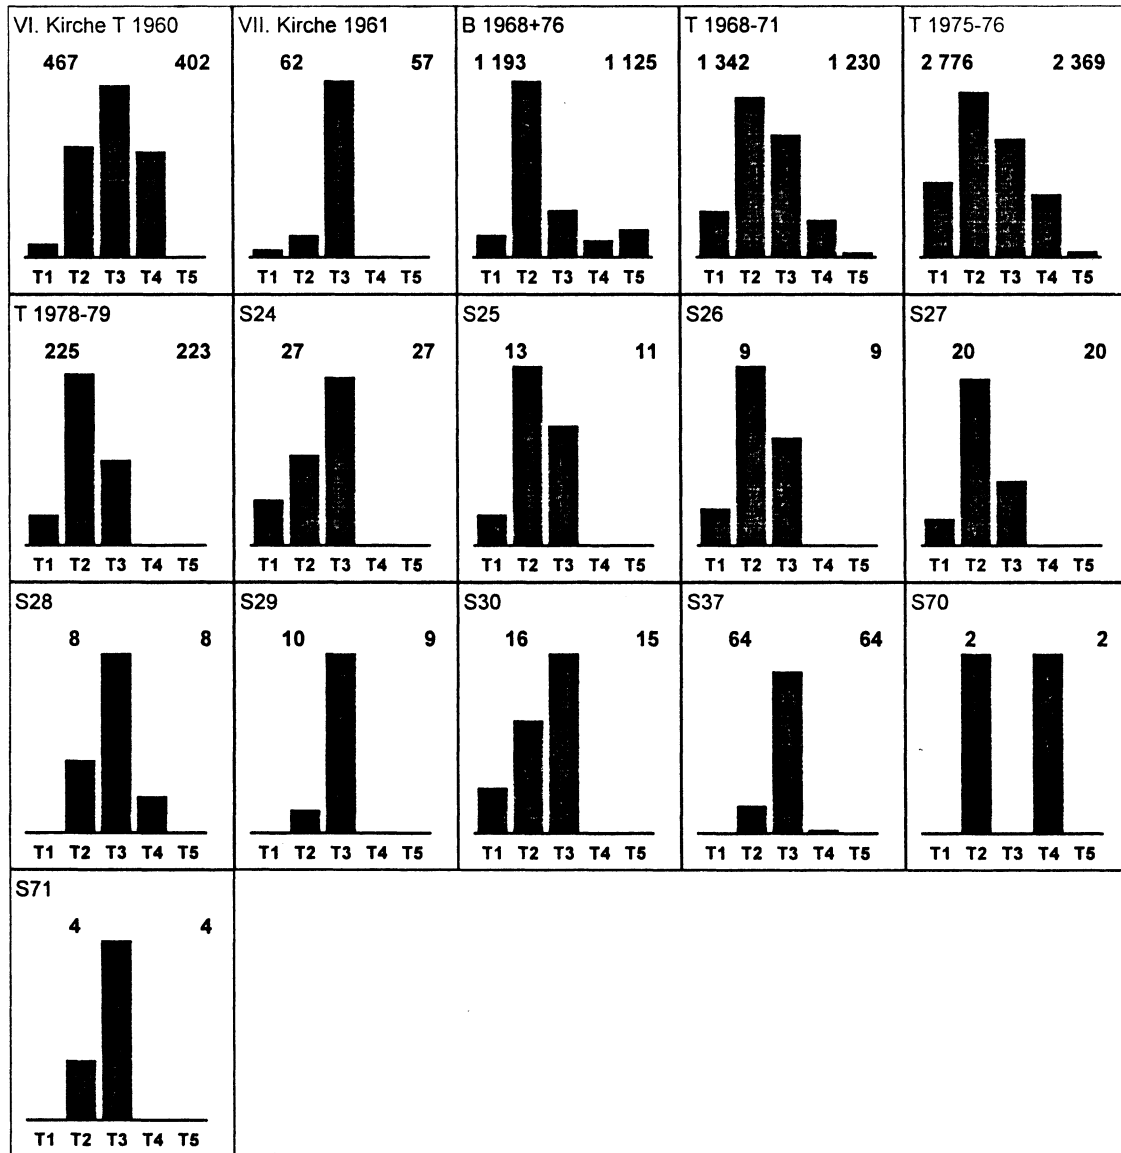 VI. Kirche T 1960
467 402
T1 T2 T3 T4 T5
VII. Kirche 1961
62 57
T1 T2 T3 T4 T5
B 1968+76
1 193 1 125
T1 T2 T3 T4 T5
T 1968-71
1 342 1 230
T1 T2 T3 T4 T5
T 1975-76
2 776 2 369
T1 T2 T3 T4 T5
T 1978-79
225 223
T1 T2 T3 T4 T5
S24
27 27
T1 T2 T3 T4 T5
S25
13 11
T1 T2 T3 T4 T5
S26
9 9
T1 T2 T3 T4 T5
S27
20 20
T1 T2 T3 T4 T5
S28
8 8
T1 T2 T3 T4 T5
S29
10 9
T1 T2 T3 T4 T5
S30
16 15
T1 T2 T3 T4 T5
S37
64 64
T1 T2 T3 T4 T5
S70
2 2
T1 T2 T3 T4 T5
S71
4 4
T1 T2 T3 T4 T5